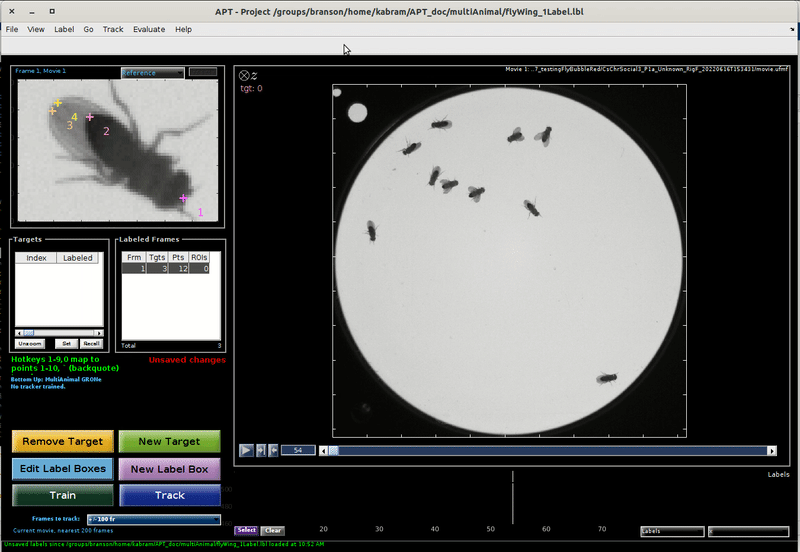 APT - Project /groups/branson/home/kabram/APT_doc/multiAnimal/flyWing_1Label.lbl
File View Label Go Track Evaluate Help
Frame 1, Movie 1
Reference
Movie 1: ..7_testingFlyBubbleRed/CsChrSocial3_P1a_Unknown_RigF_20220616T153431/movie.ufmf
z
tgt: 0
4
3
2
1
Targets
Index Labeled
Unzoom Set Recall
Labeled Frames
Frm Tgts Pts ROIs
1 3 12 0
Total 3
Hotkeys 1-9,0 map to
points 1-10, ` (backquote)
Unsaved changes
Bottom Up: MultiAnimal GRONe
No tracker trained.
Remove Target
New Target
Edit Label Boxes
New Label Box
Train
Track
Frames to track: +/-100 fr
Current movie, nearest 200 frames
54
Labels
Select Clear
20 30 40 50 60 70
Labels
Unsaved labels since /groups/branson/home/kabram/APT_doc/multiAnimal/flyWing_1Label.lbl loaded at 10:52 AM